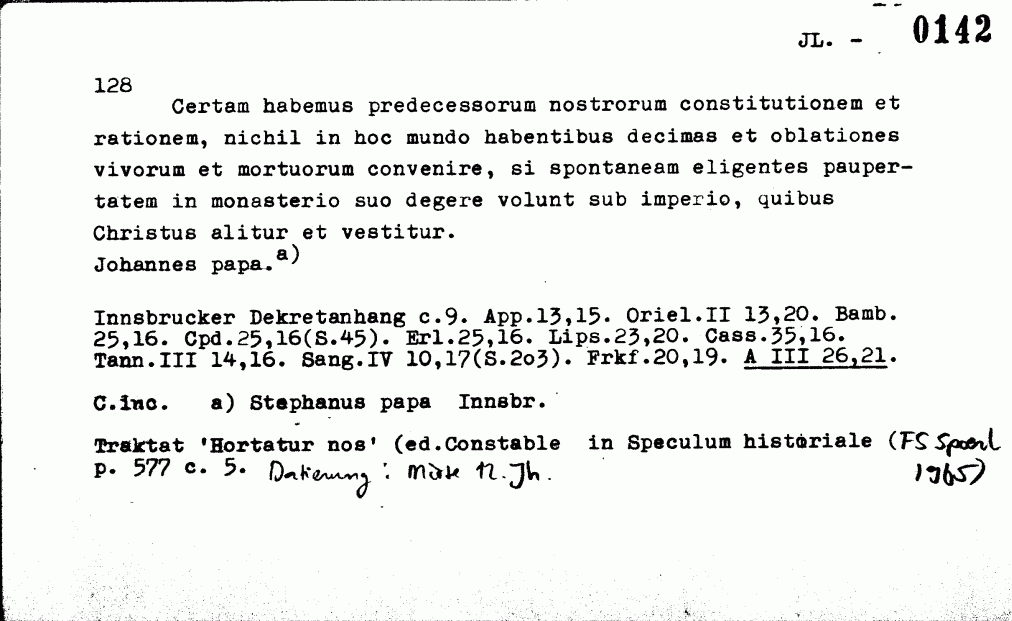 JL. - 0142
128
Certam habemus predecessorum nostrorum constitutionem et
rationem, nichil in hoc mundo habentibus decimas et oblationes
vivorum et mortuorum convenire, si spontaneam eligentes pauper-
tatem in monasterio suo degere volunt sub imperio, quibus
Christus alitur et vestitur.
Johannes papa.a)
Innsbrucker Dekretanhang c.9. App.13,15. Oriel.II 13,20. Bamb.
25,16. Cpd.25,16(S.45). Erl.25,16. Lips.23,20. Cass.35,16.
Tann.III 14,16. Sang.IV 10,17(S.2o3). Frkf.20,19. A III 26,21.
C.inc. a) Stephanus papa Innsbr.
Traktat 'Hortatur nos' (ed.Constable in Speculum historiale (FS Spoerl
p. 577 c. 5. Datierung : Mitte 12. Jh. 1965)